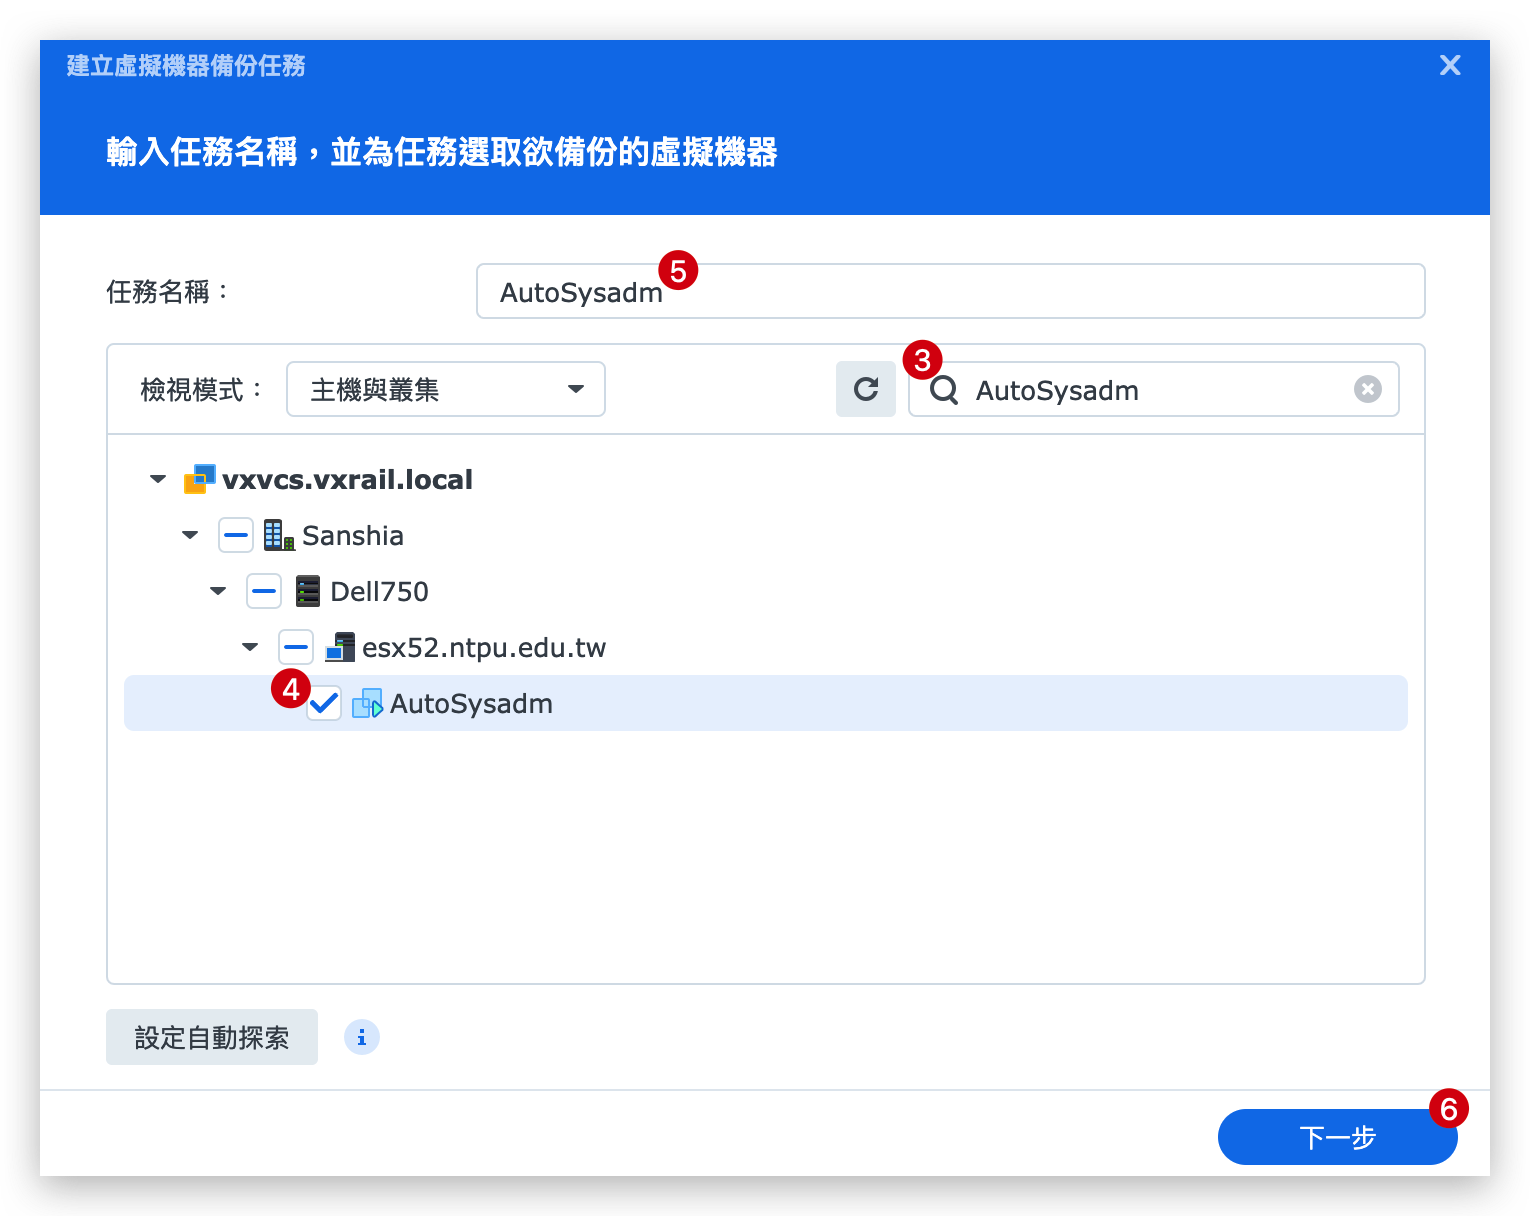 建立虛擬機器備份任務
輸入任務名稱，並為任務選取欲備份的虛擬機器
5
任務名稱：
AutoSysadm
3
檢視模式：
主機與叢集
AutoSysadm
vxvcs.vxrail.local
Sanshia
Dell750
esx52.ntpu.edu.tw
4
AutoSysadm
設定自動探索
i
6
下一步